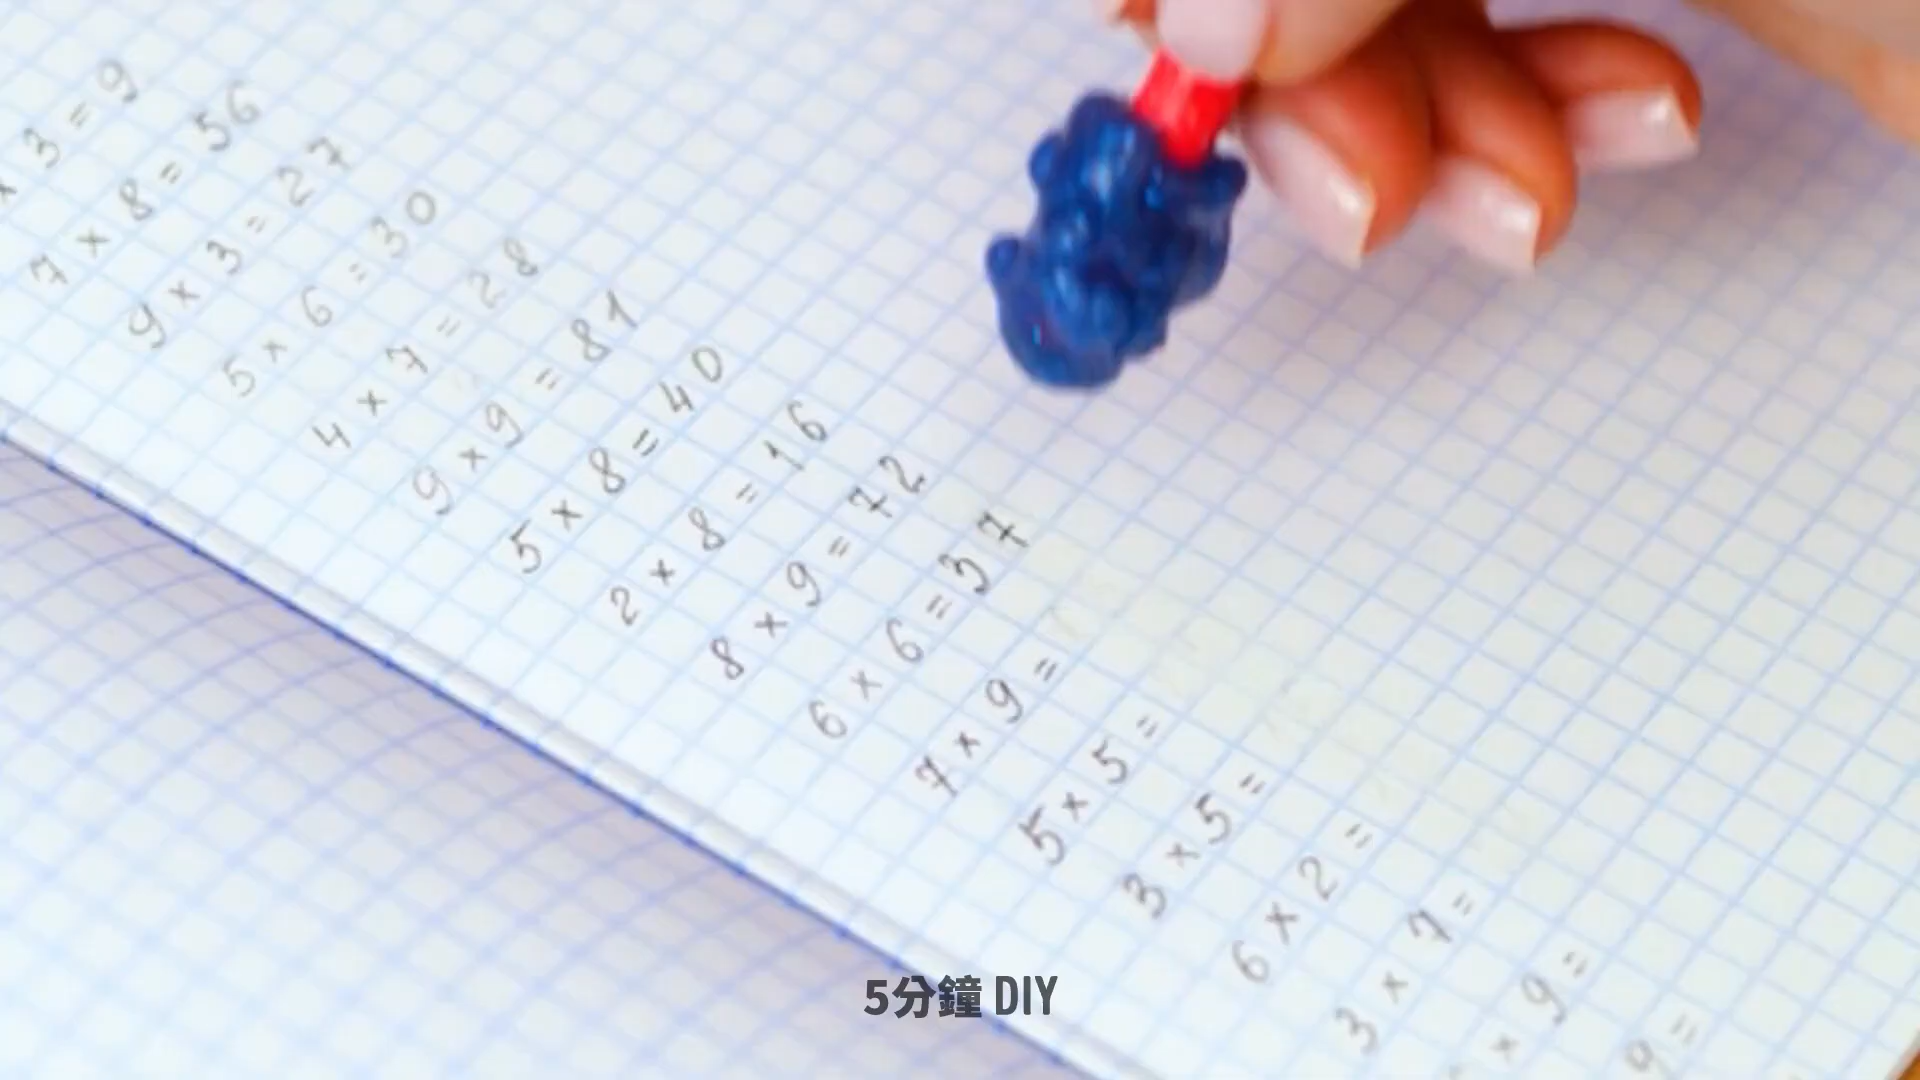 x 3 = 9
7 x 8 = 56
9 x 3 = 27
5 x 6 = 30
4 x 7 = 28
9 x 9 = 81
5 x 8 = 40
2 x 8 = 16
8 x 9 = 72
6 x 6 = 37
7 x 9 =
5 x 5 =
3 x 5 =
6 x 2 =
3 x 7 =
x 9 =
9 =
5分鐘 DIY